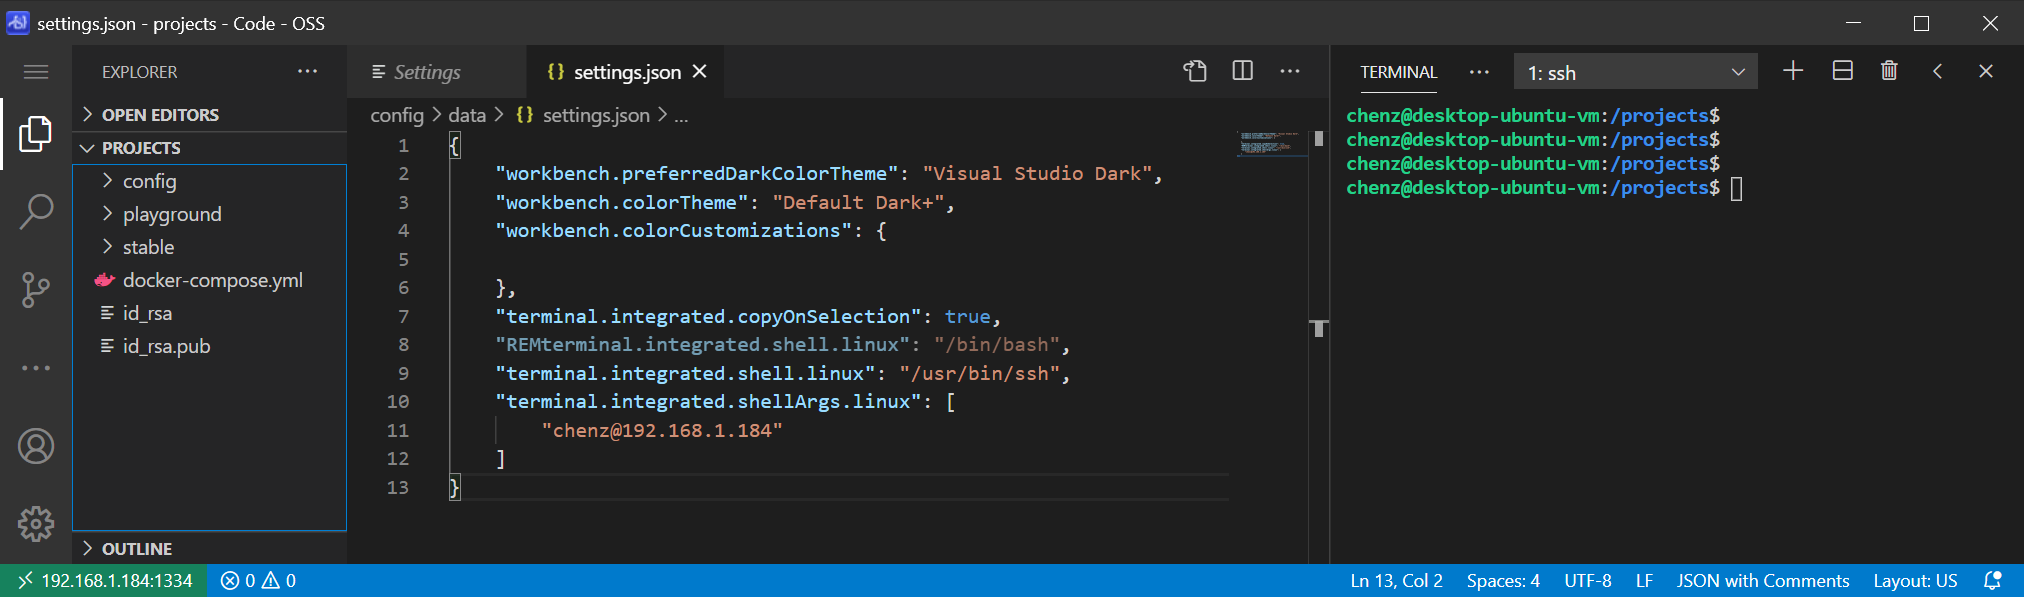 settings.json - projects - Code - OSS
EXPLORER
OPEN EDITORS
PROJECTS
config
playground
stable
docker-compose.yml
id_rsa
id_rsa.pub
OUTLINE
Settings
{} settings.json
config > data > {} settings.json > ...
1 {
2 "workbench.preferredDarkColorTheme": "Visual Studio Dark",
3 "workbench.colorTheme": "Default Dark+",
4 "workbench.colorCustomizations": {
5
6 },
7 "terminal.integrated.copyOnSelection": true,
8 "REMterminal.integrated.shell.linux": "/bin/bash",
9 "terminal.integrated.shell.linux": "/usr/bin/ssh",
10 "terminal.integrated.shellArgs.linux": [
11 "chenz@192.168.1.184"
12 ]
13 }
TERMINAL
1: ssh
chenz@desktop-ubuntu-vm:/projects$
chenz@desktop-ubuntu-vm:/projects$
chenz@desktop-ubuntu-vm:/projects$
chenz@desktop-ubuntu-vm:/projects$
192.168.1.184:1334
0 0
Ln 13, Col 2
Spaces: 4
UTF-8
LF
JSON with Comments
Layout: US